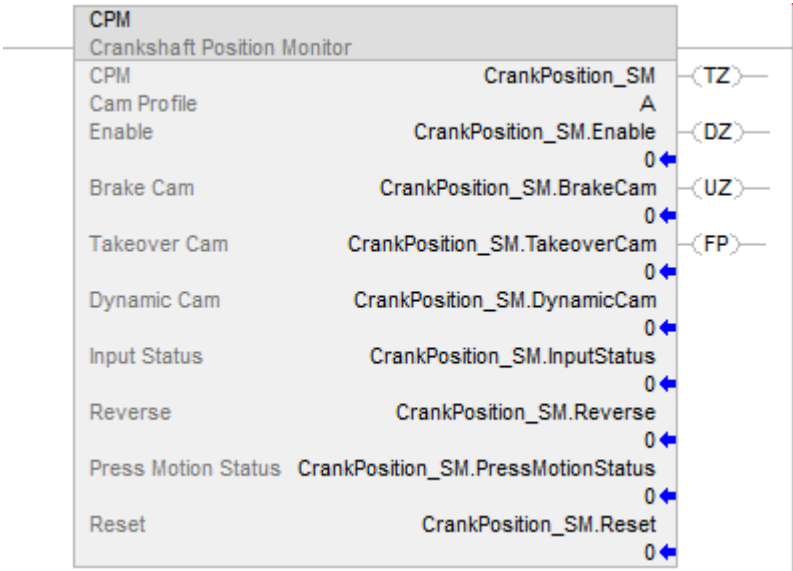 CPM
Crankshaft Position Monitor
CPM CrankPosition_SM TZ
Cam Profile A
Enable CrankPosition_SM.Enable DZ
0
Brake Cam CrankPosition_SM.BrakeCam UZ
0
Takeover Cam CrankPosition_SM.TakeoverCam FP
0
Dynamic Cam CrankPosition_SM.DynamicCam
0
Input Status CrankPosition_SM.InputStatus
0
Reverse CrankPosition_SM.Reverse
0
Press Motion Status CrankPosition_SM.PressMotionStatus
0
Reset CrankPosition_SM.Reset
0